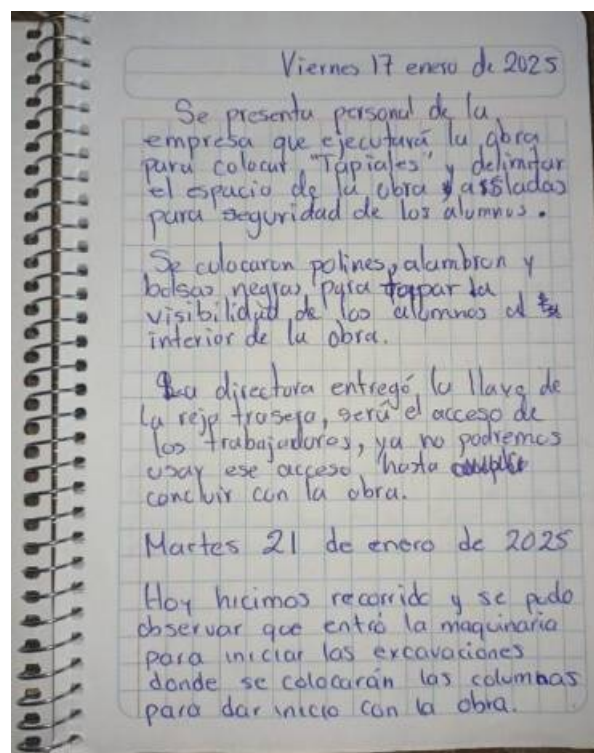 Viernes 17 enero de 2025
Se presenta personal de la
empresa que ejecutará la obra
para colocar "Tapiales" y delimitar
el espacio de la obra y
para seguridad de los alumnos.
Se colocaron polines, alambron y
bolsas negras para tapar la
visibilidad de los alumnos al
interior de la obra.
La directora entregó la llave de
la reja trasera, será el acceso de
los trabajadores, ya no podremos
usar ese acceso hasta
concluir con la obra.
Martes 21 de enero de 2025
Hoy hicimos recorrido y se pudo
observar que entró la maquinaria
para iniciar las excavaciones
donde se colocarán las columnas
para dar inicio con la obra.